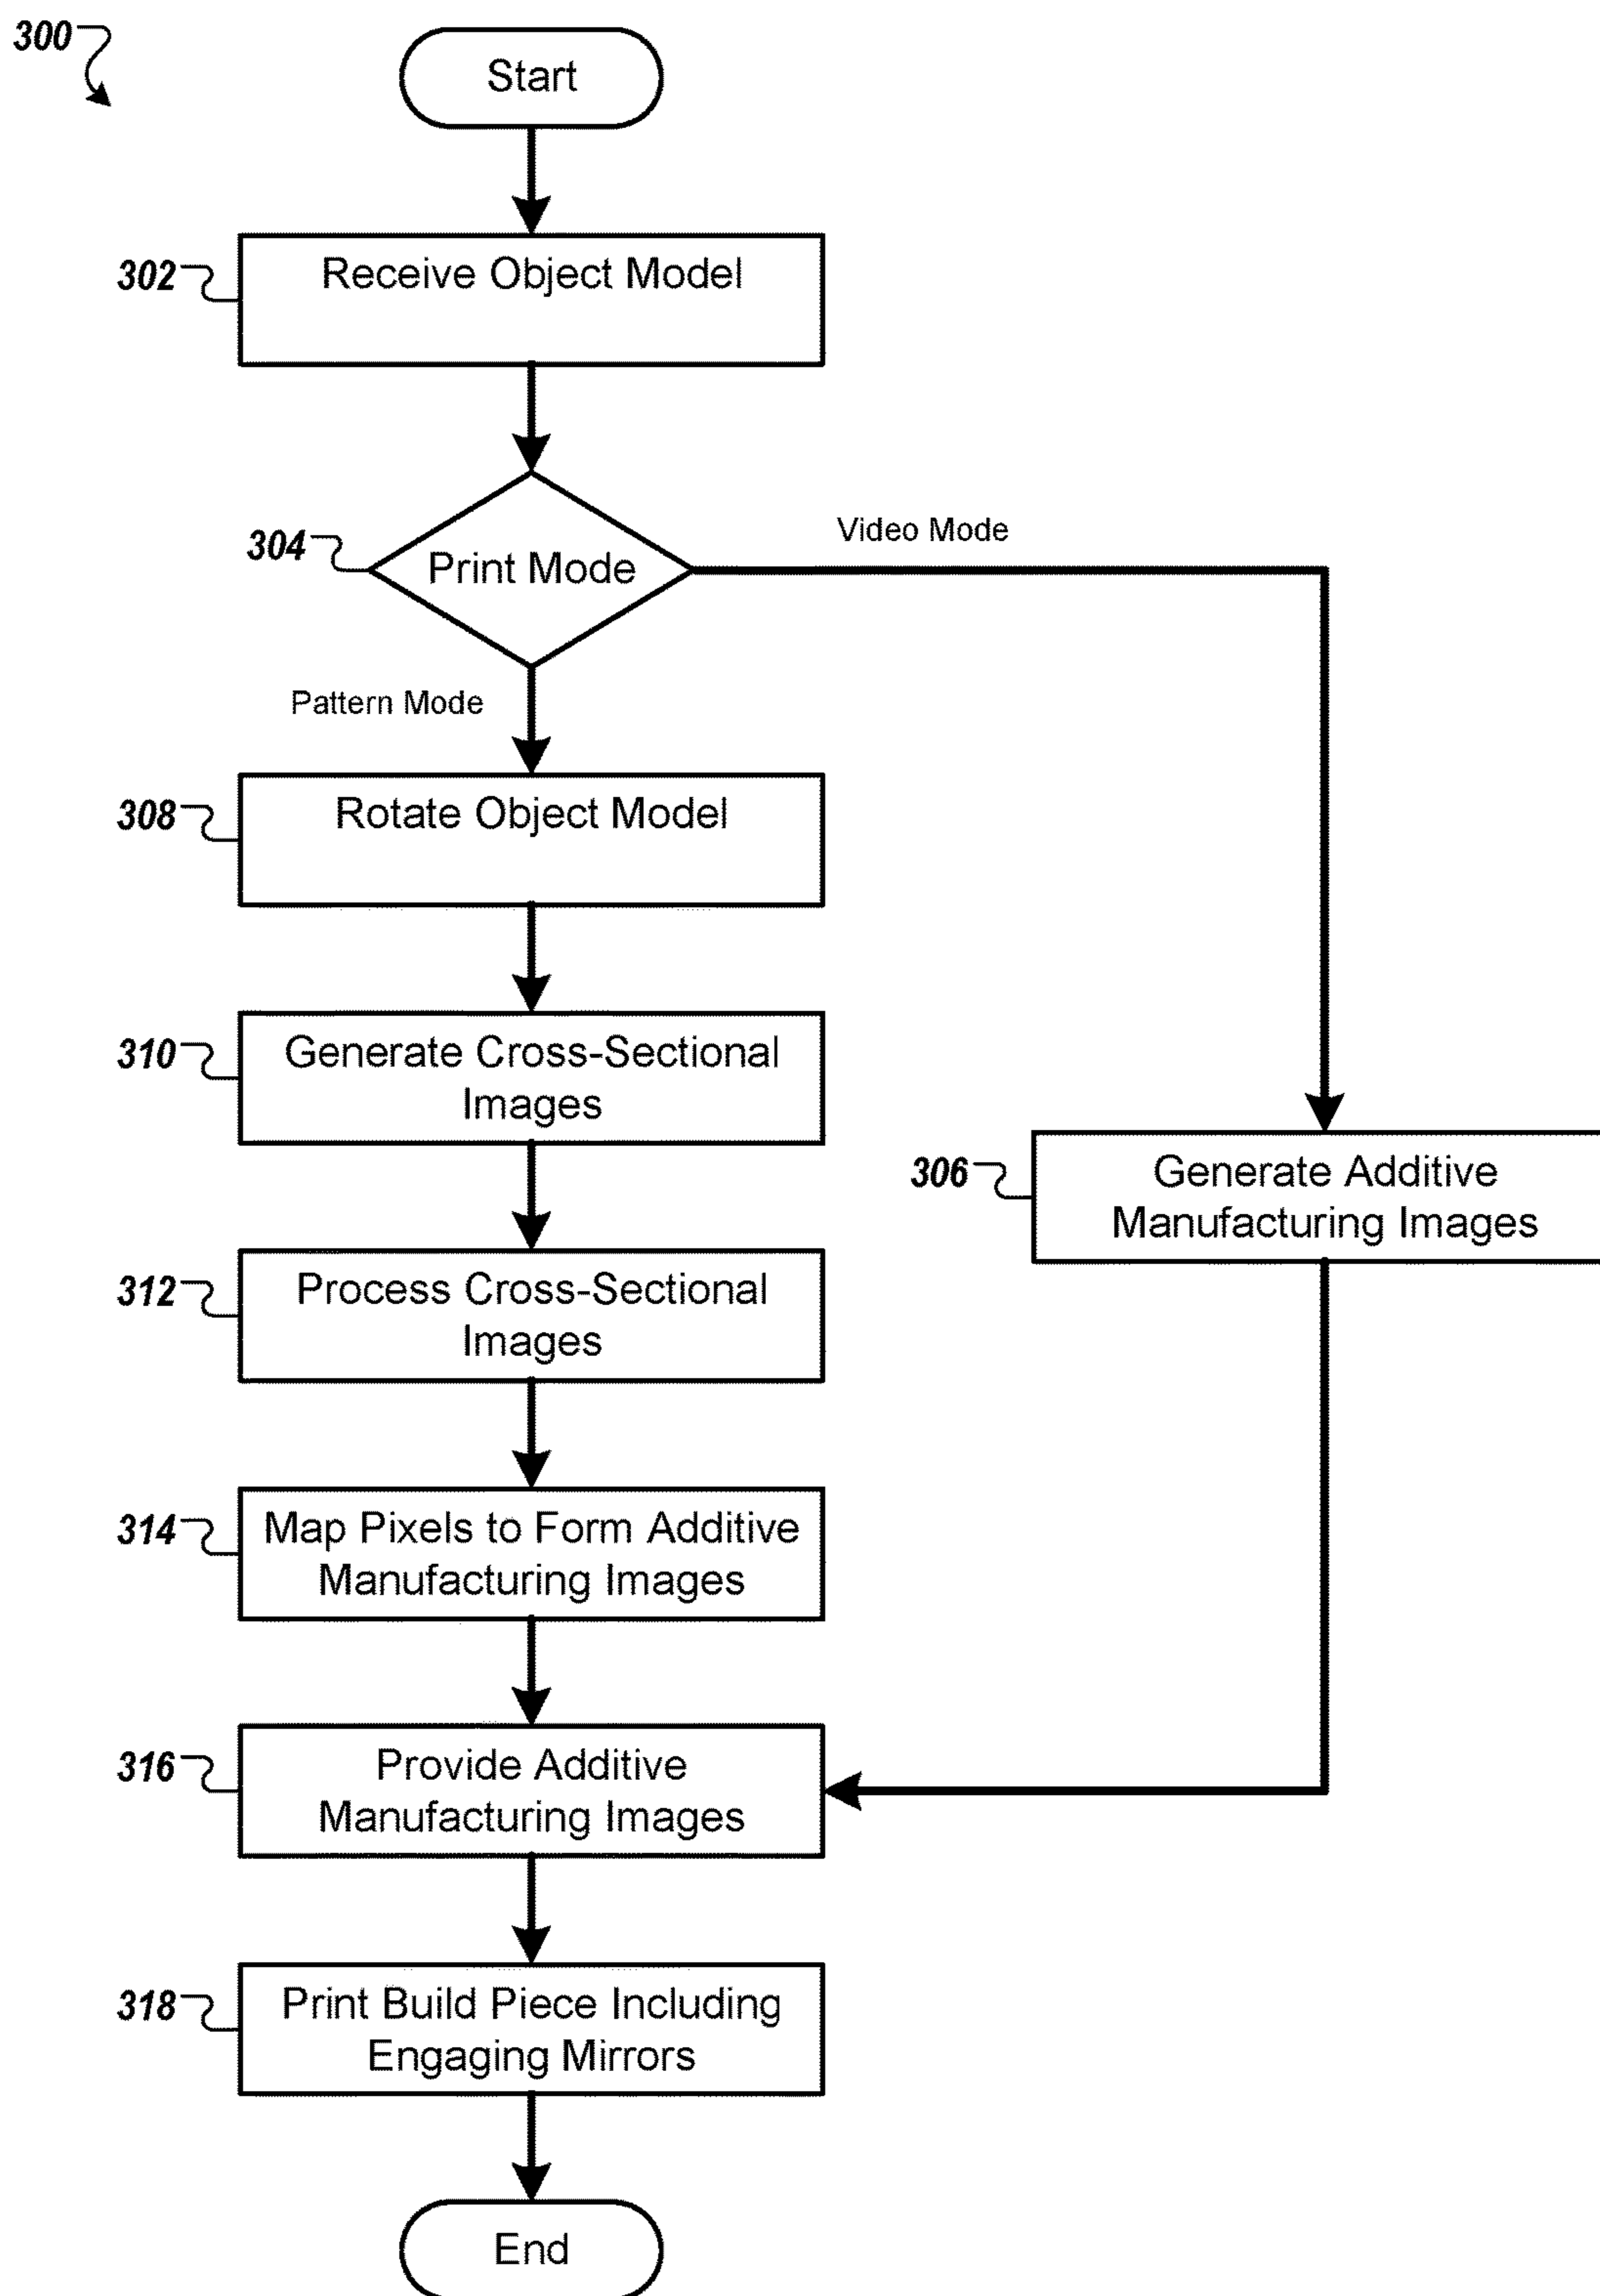 300
Start
302
Receive Object Model
304
Print Mode
Video Mode
Pattern Mode
308
Rotate Object Model
310
Generate Cross-Sectional
Images
306
Generate Additive
Manufacturing Images
312
Process Cross-Sectional
Images
314
Map Pixels to Form Additive
Manufacturing Images
316
Provide Additive
Manufacturing Images
318
Print Build Piece Including
Engaging Mirrors
End